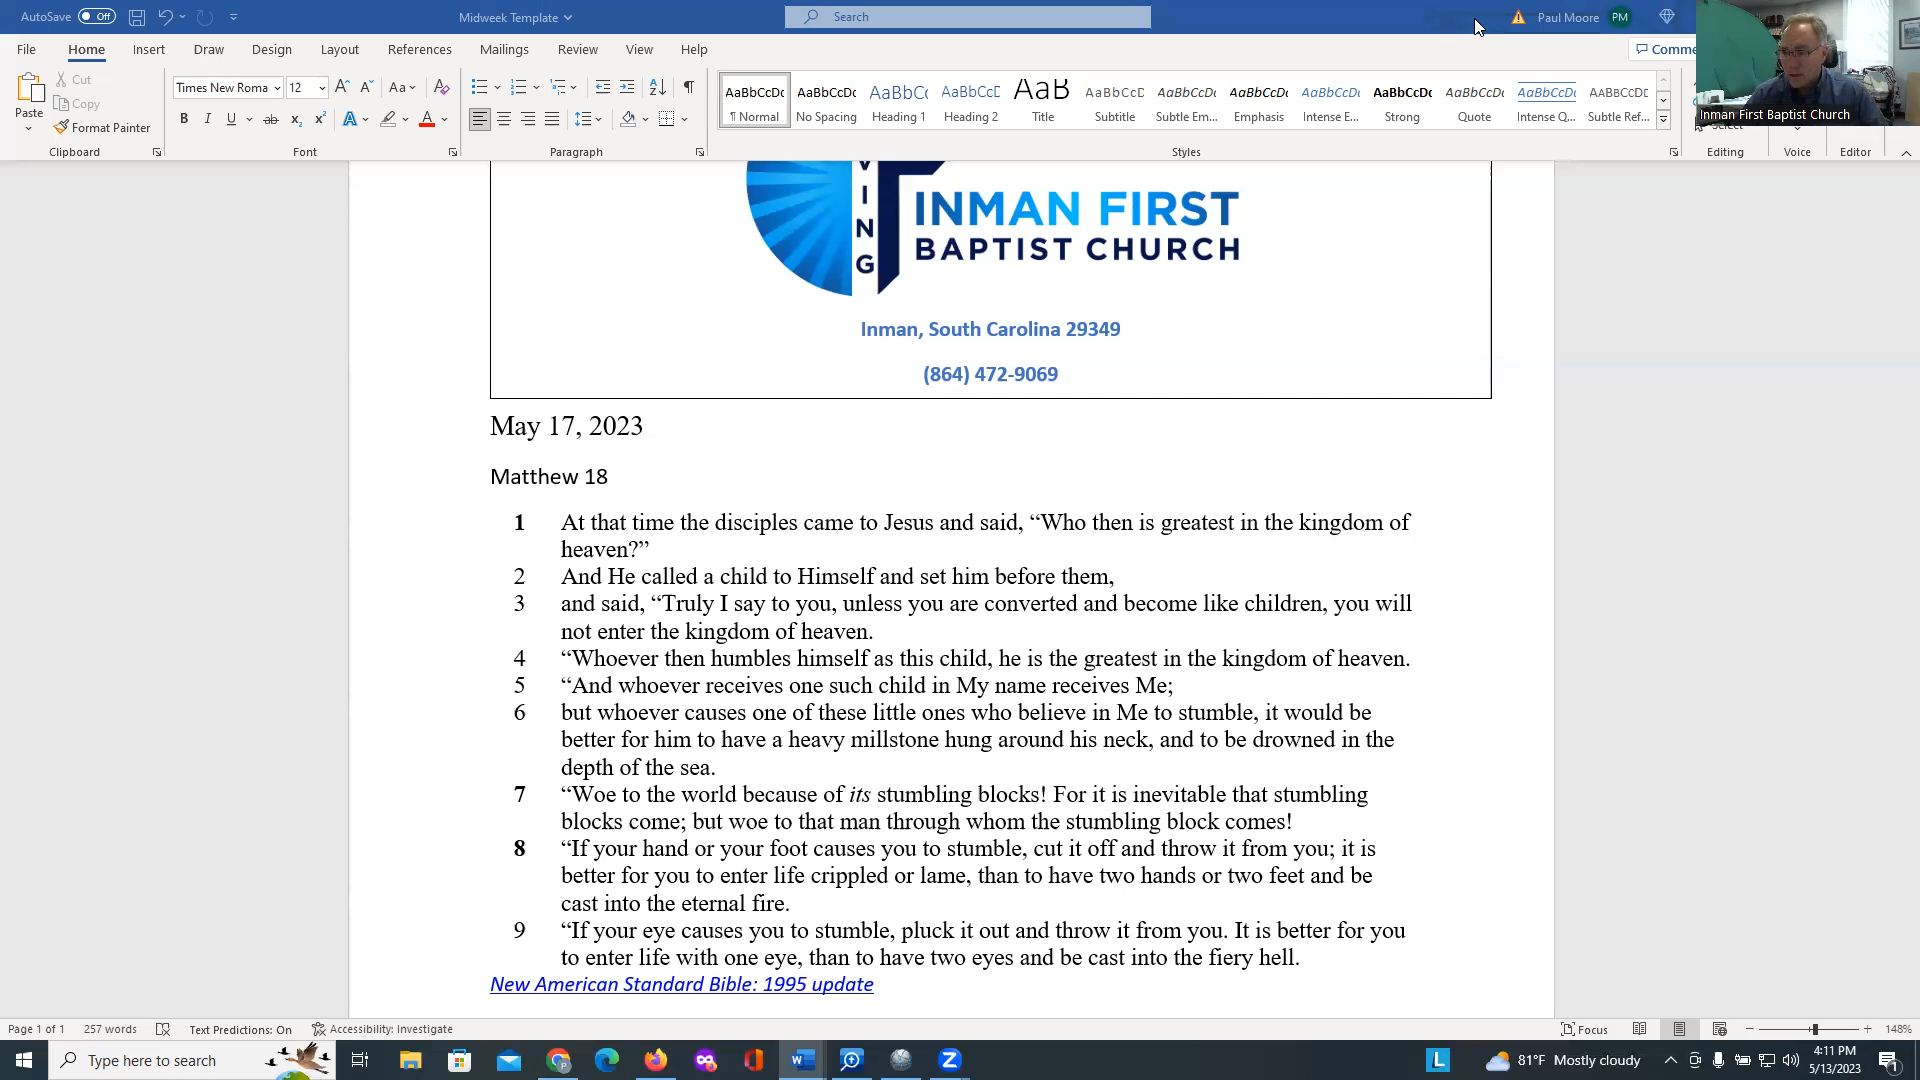 AutoSave Off Midweek Template Search Paul Moore PM
File Home Insert Draw Design Layout References Mailings Review View Help
Paste Cut Copy Format Painter
Times New Roma 12
AaBbCcDc AaBbCcDc AaBbC AaBbCcD AaB AaBbCcD AaBbCcDc AaBbCcDc AaBbCcDc AaBbCcDc AaBbCcDc AaBbCcDc AaBbCcDc
¶ Normal No Spacing Heading 1 Heading 2 Title Subtitle Subtle Em... Emphasis Intense E... Strong Quote Intense Q... Subtle Ref...
Inman First Baptist Church
Select
Clipboard Font Paragraph Styles Editing Voice Editor
VING
INMAN FIRST
BAPTIST CHURCH
Inman, South Carolina 29349
(864) 472-9069
May 17, 2023
Matthew 18
1 At that time the disciples came to Jesus and said, “Who then is greatest in the kingdom of
heaven?”
2 And He called a child to Himself and set him before them,
3 and said, “Truly I say to you, unless you are converted and become like children, you will
not enter the kingdom of heaven.
4 “Whoever then humbles himself as this child, he is the greatest in the kingdom of heaven.
5 “And whoever receives one such child in My name receives Me;
6 but whoever causes one of these little ones who believe in Me to stumble, it would be
better for him to have a heavy millstone hung around his neck, and to be drowned in the
depth of the sea.
7 “Woe to the world because of its stumbling blocks! For it is inevitable that stumbling
blocks come; but woe to that man through whom the stumbling block comes!
8 “If your hand or your foot causes you to stumble, cut it off and throw it from you; it is
better for you to enter life crippled or lame, than to have two hands or two feet and be
cast into the eternal fire.
9 “If your eye causes you to stumble, pluck it out and throw it from you. It is better for you
to enter life with one eye, than to have two eyes and be cast into the fiery hell.
New American Standard Bible: 1995 update
Page 1 of 1 257 words Text Predictions: On Accessibility: Investigate Focus 148%
Type here to search 81°F Mostly cloudy 4:11 PM
5/13/2023